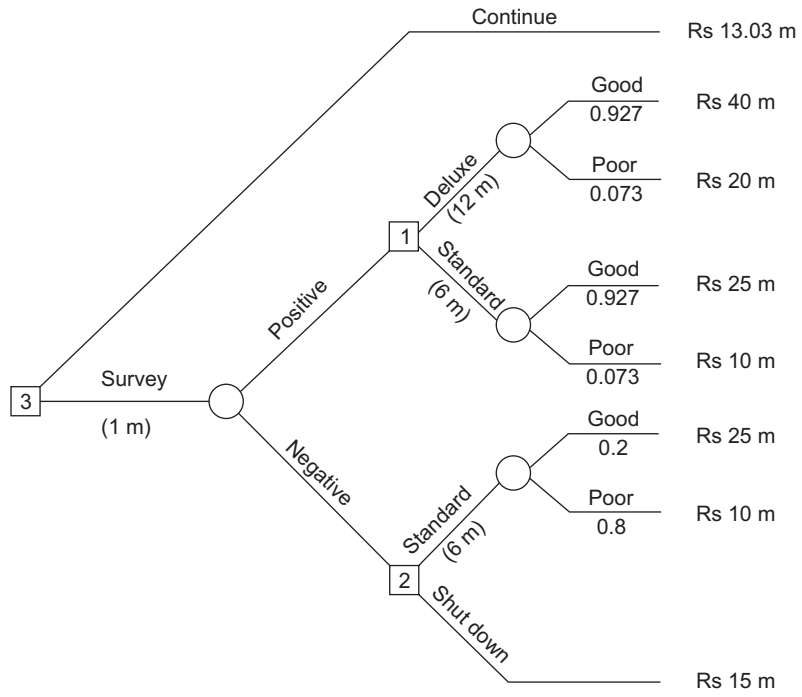 Continue
Rs 13.03 m
Good
0.927
Rs 40 m
Deluxe
(12 m)
Poor
0.073
Rs 20 m
1
Standard
(6 m)
Good
0.927
Rs 25 m
Poor
0.073
Rs 10 m
Positive
3
Survey
(1 m)
Negative
Good
0.2
Rs 25 m
Standard
(6 m)
Poor
0.8
Rs 10 m
2
Shut down
Rs 15 m